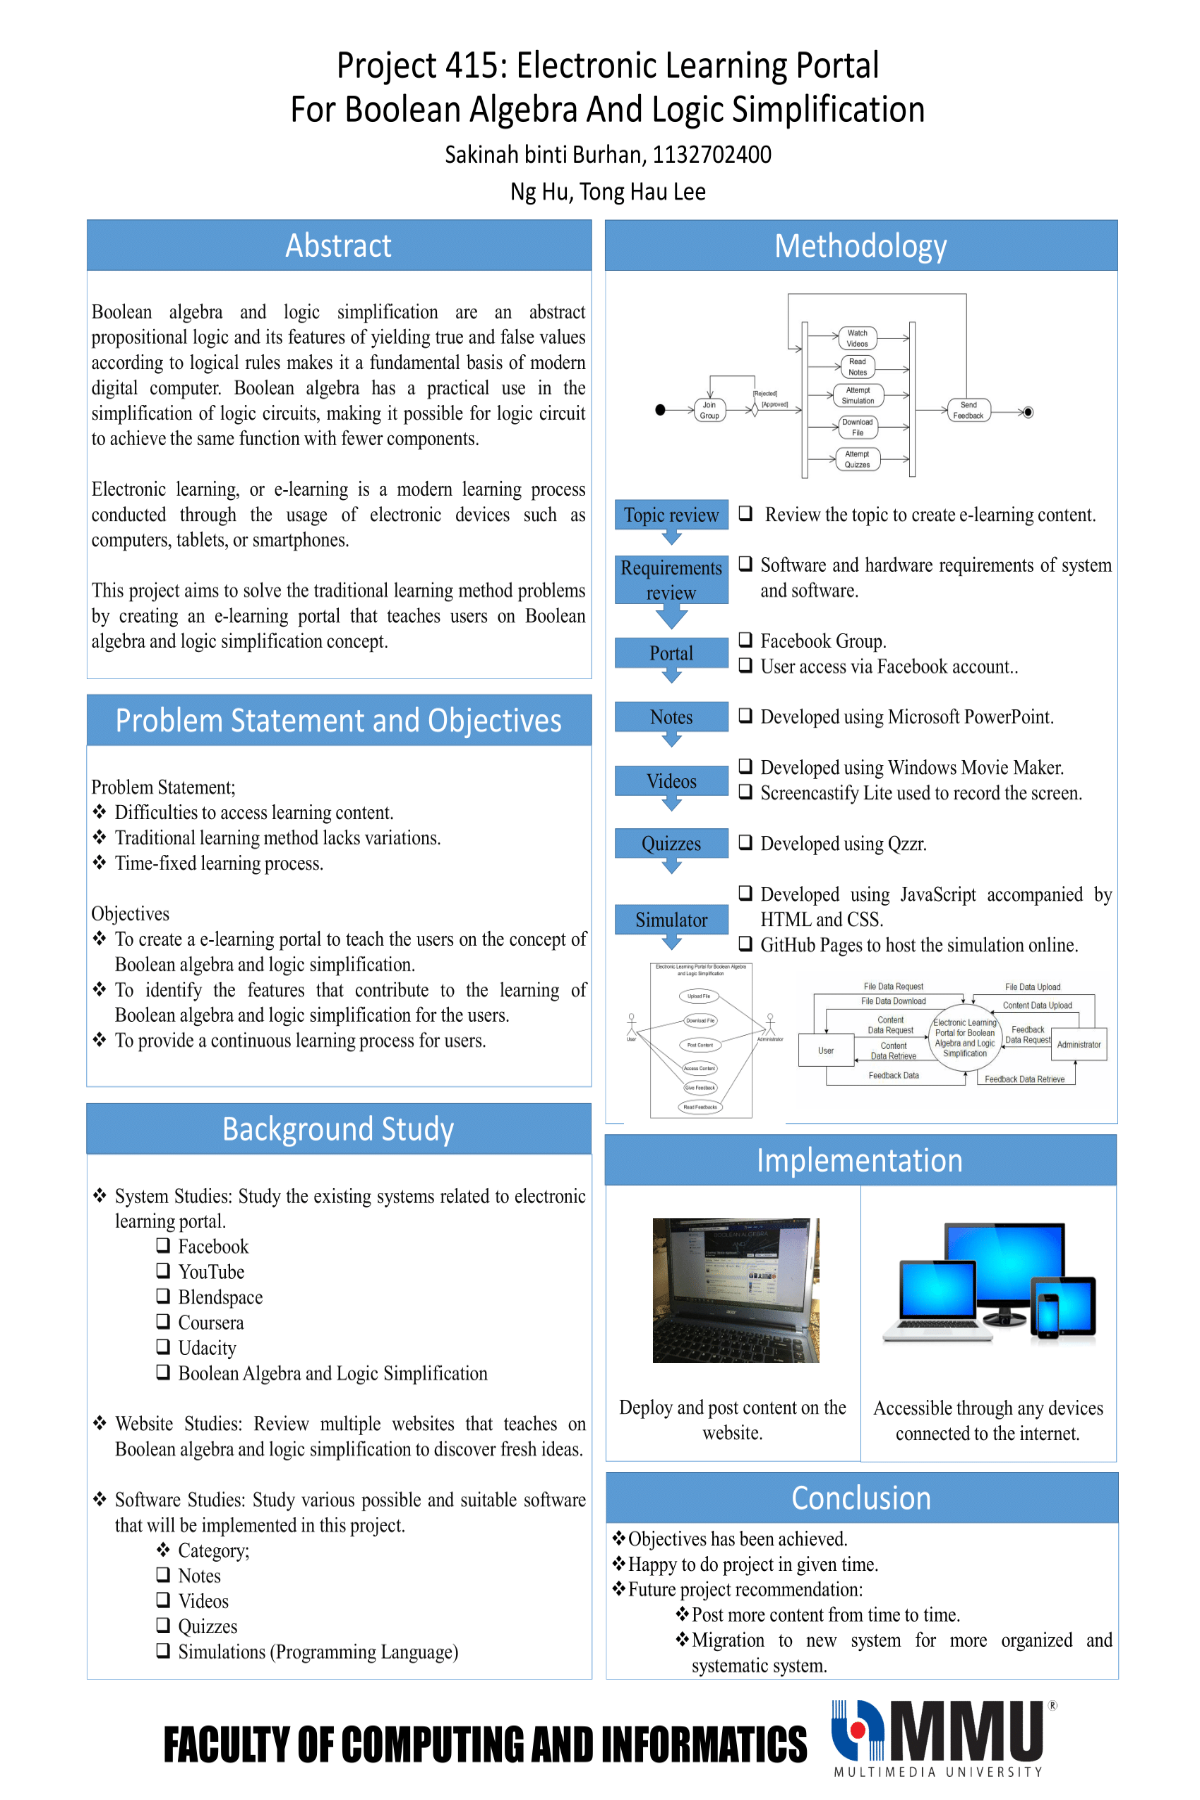 Project 415: Electronic Learning Portal
For Boolean Algebra And Logic Simplification
Sakinah binti Burhan, 1132702400
Ng Hu, Tong Hau Lee
Abstract
Boolean algebra and logic simplification are an abstract
propositional logic and its features of yielding true and false values
according to logical rules makes it a fundamental basis of modern
digital computer. Boolean algebra has a practical use in the
simplification of logic circuits, making it possible for logic circuit
to achieve the same function with fewer components.
Electronic learning, or e-learning is a modern learning process
conducted through the usage of electronic devices such as
computers, tablets, or smartphones.
This project aims to solve the traditional learning method problems
by creating an e-learning portal that teaches users on Boolean
algebra and logic simplification concept.
Problem Statement and Objectives
Problem Statement;
❖ Difficulties to access learning content.
❖ Traditional learning method lacks variations.
❖ Time-fixed learning process.
Objectives
❖ To create a e-learning portal to teach the users on the concept of
Boolean algebra and logic simplification.
❖ To identify the features that contribute to the learning of
Boolean algebra and logic simplification for the users.
❖ To provide a continuous learning process for users.
Background Study
❖ System Studies: Study the existing systems related to electronic
learning portal.
❑ Facebook
❑ YouTube
❑ Blendspace
❑ Coursera
❑ Udacity
❑ Boolean Algebra and Logic Simplification
❖ Website Studies: Review multiple websites that teaches on
Boolean algebra and logic simplification to discover fresh ideas.
❖ Software Studies: Study various possible and suitable software
that will be implemented in this project.
❖ Category;
❑ Notes
❑ Videos
❑ Quizzes
❑ Simulations (Programming Language)
Methodology
Join
Group
[Rejected]
[Approved]
Watch
Videos
Read
Notes
Attempt
Simulation
Download
File
Attempt
Quizzes
Send
Feedback
Topic review
❑ Review the topic to create e-learning content.
Requirements
review
❑ Software and hardware requirements of system
and software.
Portal
❑ Facebook Group.
❑ User access via Facebook account..
Notes
❑ Developed using Microsoft PowerPoint.
Videos
❑ Developed using Windows Movie Maker.
❑ Screencastify Lite used to record the screen.
Quizzes
❑ Developed using Qzzr.
Simulator
❑ Developed using JavaScript accompanied by
HTML and CSS.
❑ GitHub Pages to host the simulation online.
Electronic Learning Portal for Boolean Algebra
and Logic Simplification
Upload File
Download File
Post Content
Access Content
Give Feedback
Read Feedbacks
User
Administrator
File Data Request
File Data Download
Content
Data Request
Content
Data Retrieve
Feedback Data
User
Electronic Learning
Portal for Boolean
Algebra and Logic
Simplification
File Data Upload
Content Data Upload
Feedback
Data Request
Administrator
Feedback Data Retrieve
Implementation
BOOLEAN ALGEBRA
acer
Deploy and post content on the
website.
Accessible through any devices
connected to the internet.
Conclusion
❖Objectives has been achieved.
❖Happy to do project in given time.
❖Future project recommendation:
❖Post more content from time to time.
❖Migration to new system for more organized and
systematic system.
FACULTY OF COMPUTING AND INFORMATICS
MMU®
MULTIMEDIA UNIVERSITY